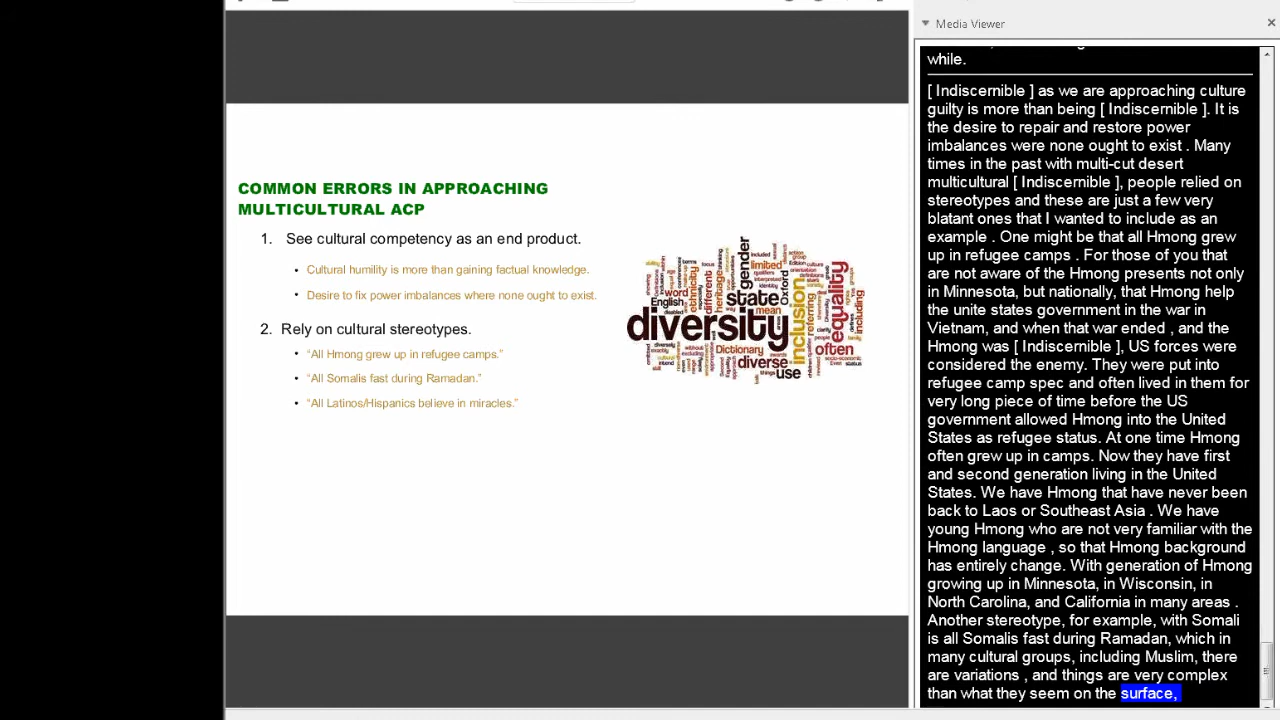 Media Viewer
while.
[ Indiscernible ] as we are approaching culture
guilty is more than being [ Indiscernible ]. It is
the desire to repair and restore power
imbalances were none ought to exist . Many
times in the past with multi-cut desert
multicultural [ Indiscernible ], people relied on
stereotypes and these are just a few very
blatant ones that I wanted to include as an
example . One might be that all Hmong grew
up in refugee camps . For those of you that
are not aware of the Hmong presents not only
in Minnesota, but nationally, that Hmong help
the unite states government in the war in
Vietnam, and when that war ended , and the
Hmong was [ Indiscernible ], US forces were
considered the enemy. They were put into
refugee camp spec and often lived in them for
very long piece of time before the US
government allowed Hmong into the United
States as refugee status. At one time Hmong
often grew up in camps. Now they have first
and second generation living in the United
States. We have Hmong that have never been
back to Laos or Southeast Asia . We have
young Hmong who are not very familiar with the
Hmong language , so that Hmong background
has entirely change. With generation of Hmong
growing up in Minnesota, in Wisconsin, in
North Carolina, and California in many areas .
Another stereotype, for example, with Somali
is all Somalis fast during Ramadan, which in
many cultural groups, including Muslim, there
are variations , and things are very complex
than what they seem on the surface,
COMMON ERRORS IN APPROACHING
MULTICULTURAL ACP
1. See cultural competency as an end product.
• Cultural humility is more than gaining factual knowledge.
• Desire to fix power imbalances where none ought to exist.
2. Rely on cultural stereotypes.
• "All Hmong grew up in refugee camps."
• "All Somalis fast during Ramadan."
• "All Latinos/Hispanics believe in miracles."
diversity
gender
state
inclusion
equality
English
word
ethnicity
different
heritage
limited
Oxford
mean
referring
including
often
Dictionary
diverse
use